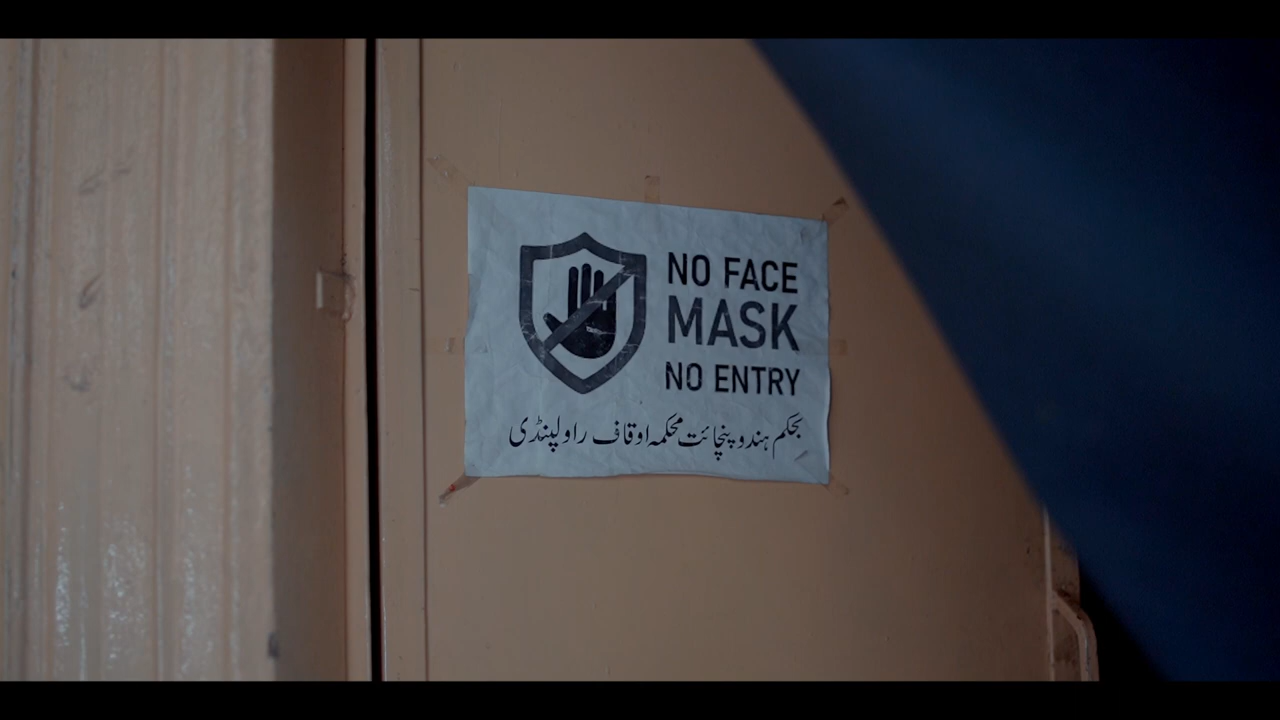 NO FACE
MASK
NO ENTRY
بحکم ہندو پنچائت محکمہ اوقاف راولپنڈی